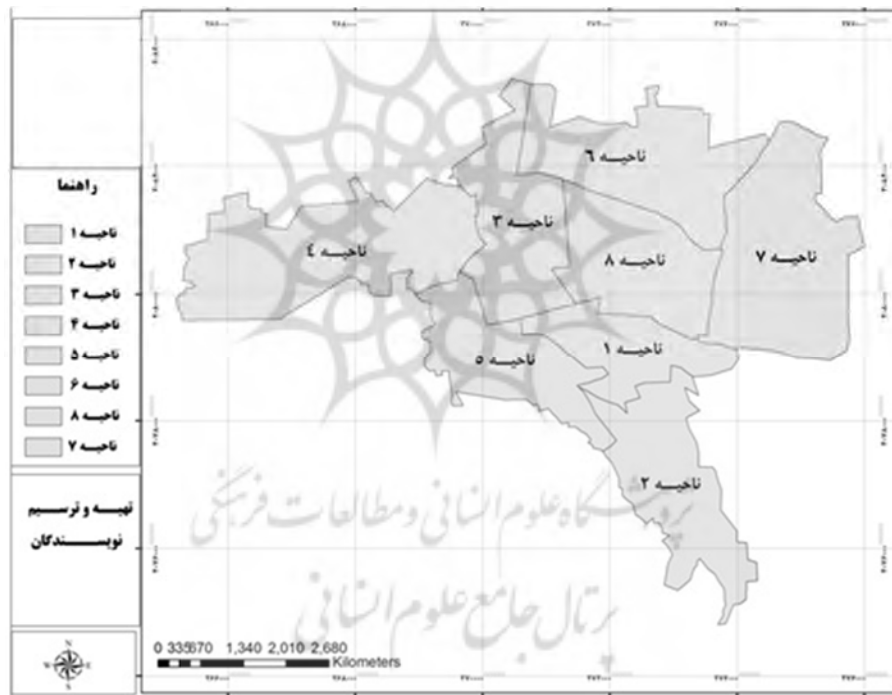 راهنما
ناحیه ۱
ناحیه ۲
ناحیه ۳
ناحیه ۴
ناحیه ۵
ناحیه ۶
ناحیه ۸
ناحیه ۷
تهیه و ترسیم
نویسندگان
ناحیه ٦
ناحیه ۳
ناحیه ٤
ناحیه ۸
ناحیه ۷
ناحیه ۱
ناحیه ۵
ناحیه ۲
پژوهشگاه علوم انسانی و مطالعات فرهنگی
پرتال جامع علوم انسانی
N
W E
S
0 335670 1,340 2,010 2,680
Kilometers